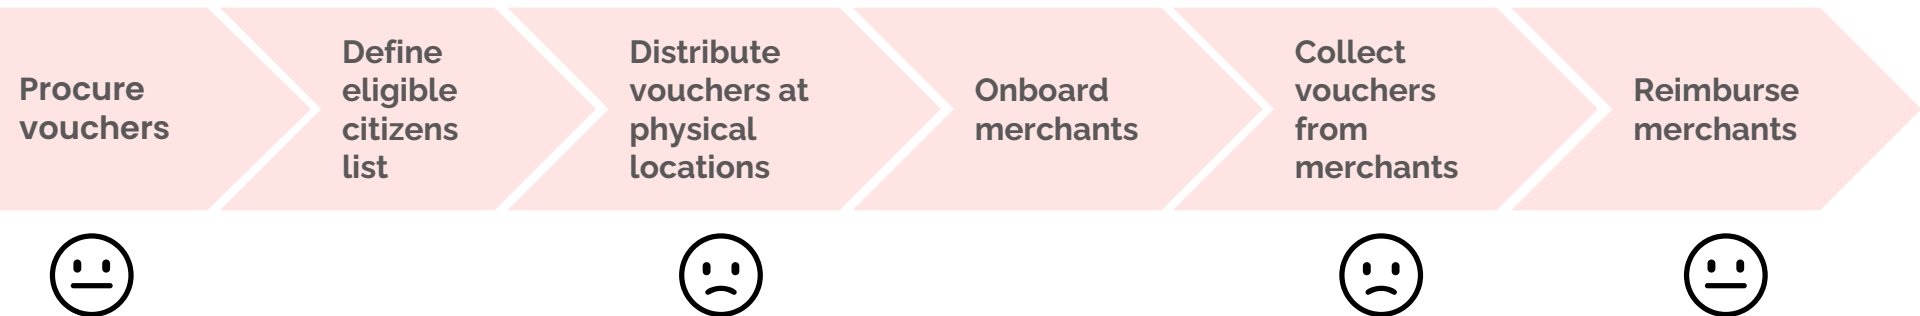 Procure
vouchers
Define
eligible
citizens
list
Distribute
vouchers at
physical
locations
Onboard
merchants
Collect
vouchers
from
merchants
Reimburse
merchants